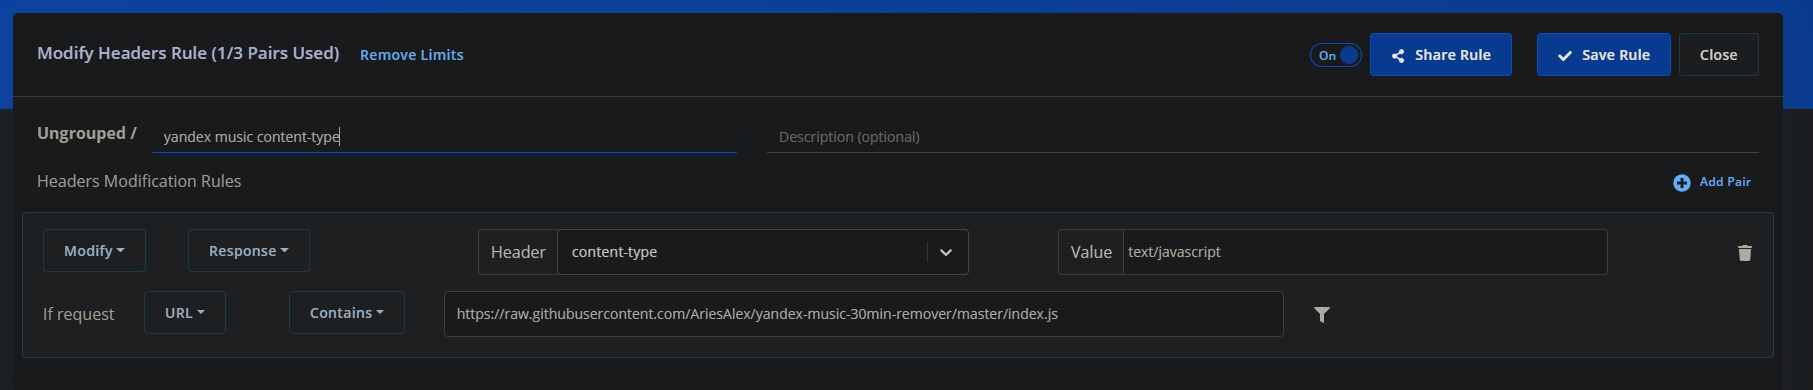 Modify Headers Rule (1/3 Pairs Used) Remove Limits On Share Rule Save Rule Close
Ungrouped / yandex music content-type Description (optional)
Headers Modification Rules Add Pair
Modify Response Header content-type Value text/javascript
If request URL Contains https://raw.githubusercontent.com/AriesAlex/yandex-music-30min-remover/master/index.js